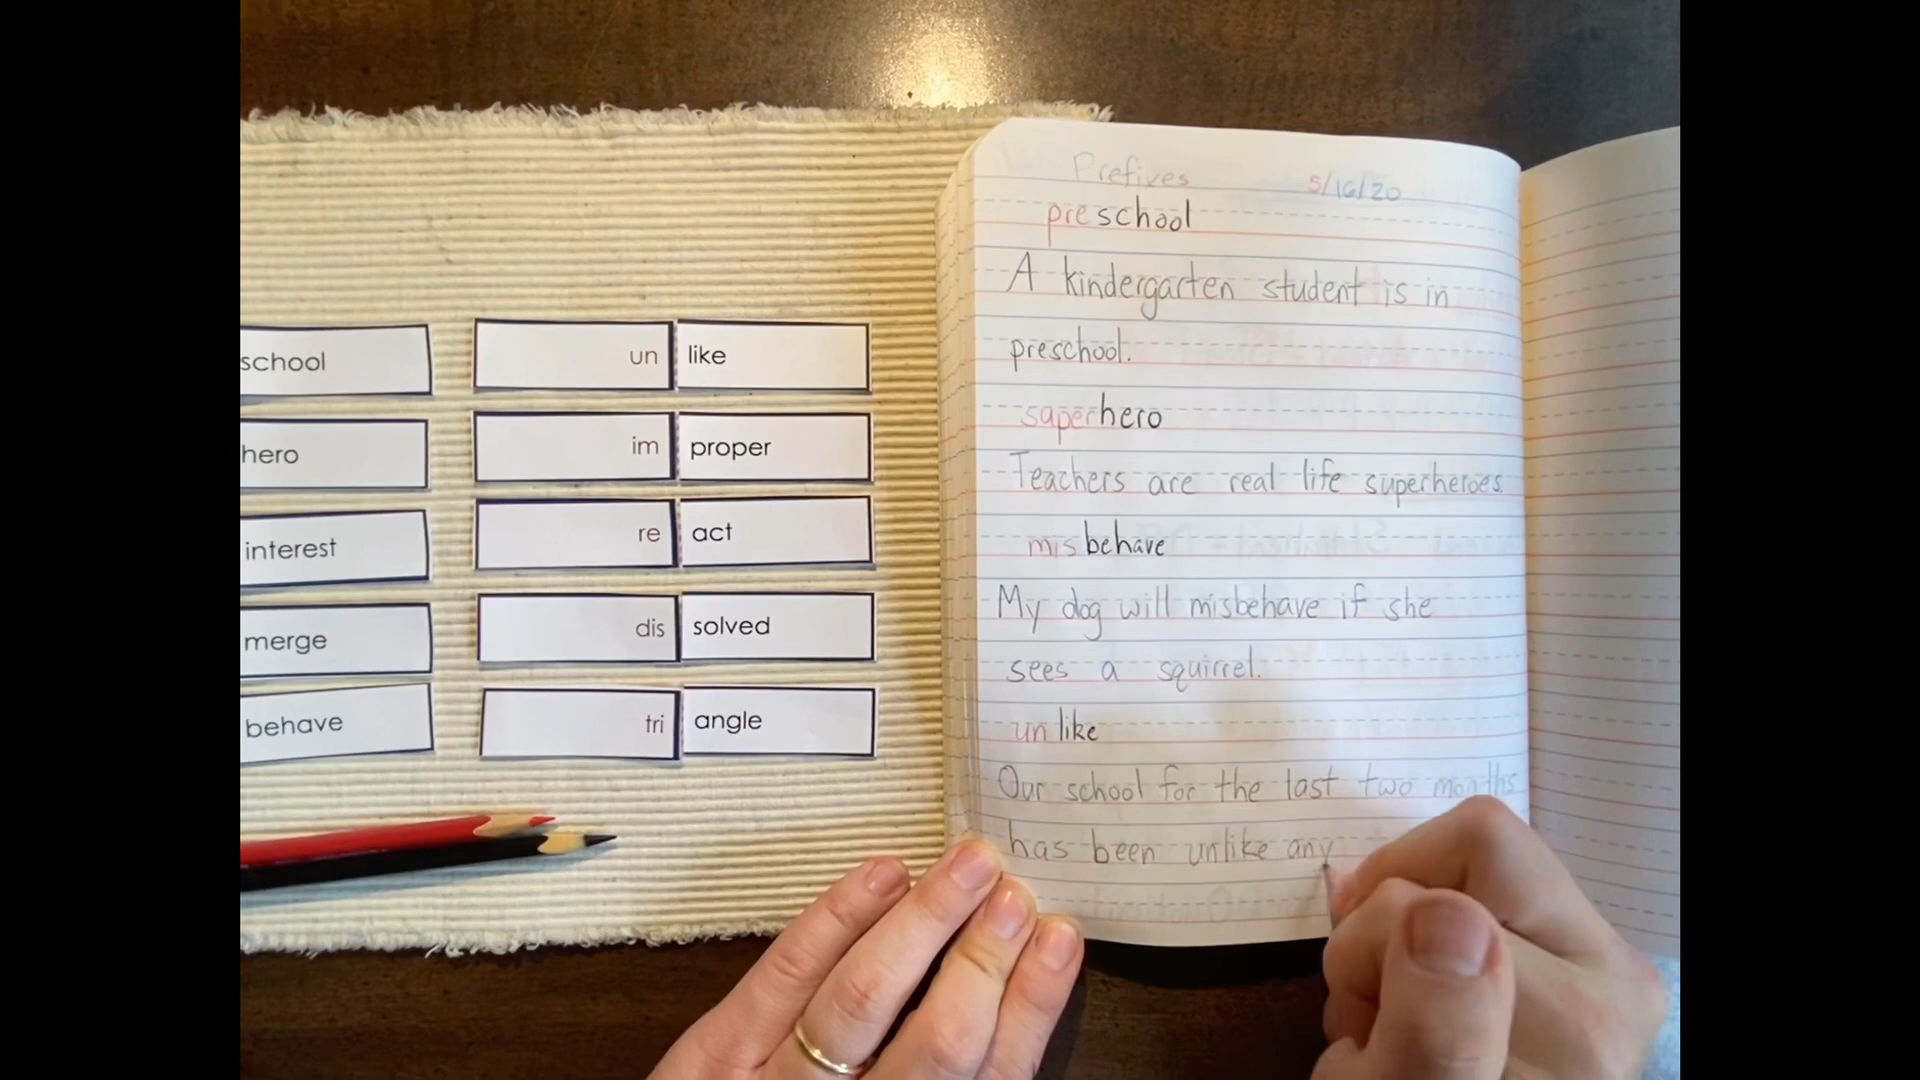 school
hero
interest
merge
behave
un like
im proper
re act
dis solved
tri angle
Prefixes 5/16/20
preschool
A kindergarten student is in
preschool.
superhero
Teachers are real life superheroes.
misbehave
My dog will misbehave if she
sees a squirrel.
unlike
Our school for the last two months
has been unlike any